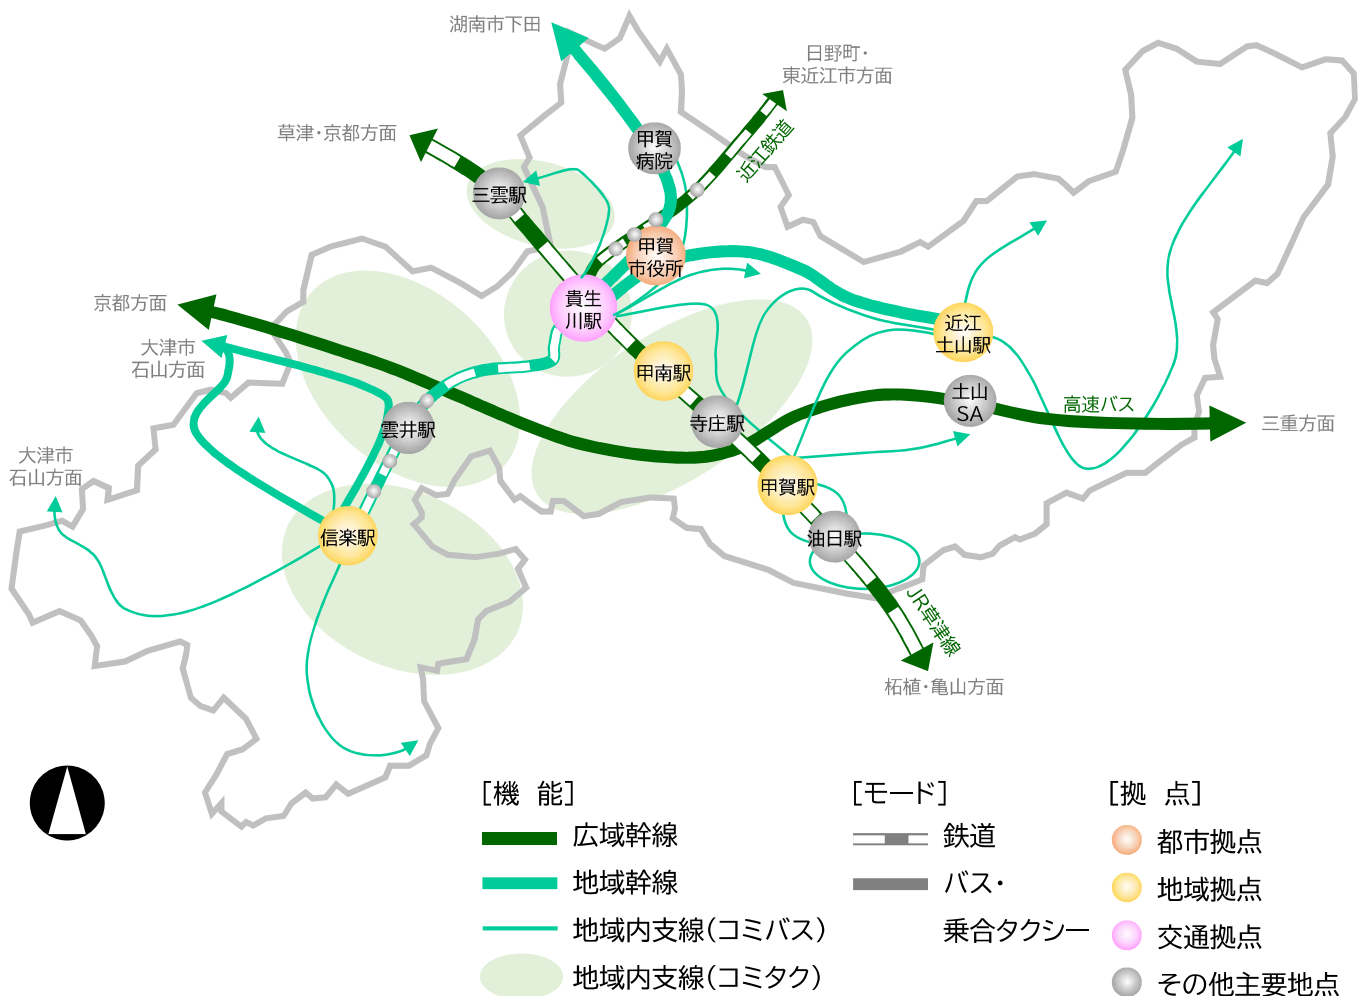 湖南市下田
日野町・
東近江市方面
草津・京都方面
近江鉄道
甲賀
病院
三雲駅
甲賀
市役所
京都方面
貴生
川駅
大津市
石山方面
近江
土山駅
甲南駅
土山
SA
高速バス
三重方面
寺庄駅
雲井駅
大津市
石山方面
甲賀駅
信楽駅
油日駅
JR草津線
柘植・亀山方面
［機　能］
広域幹線
地域幹線
地域内支線（コミバス）
地域内支線（コミタク）
［モード］
鉄道
バス・
乗合タクシー
［拠　点］
都市拠点
地域拠点
交通拠点
その他主要地点